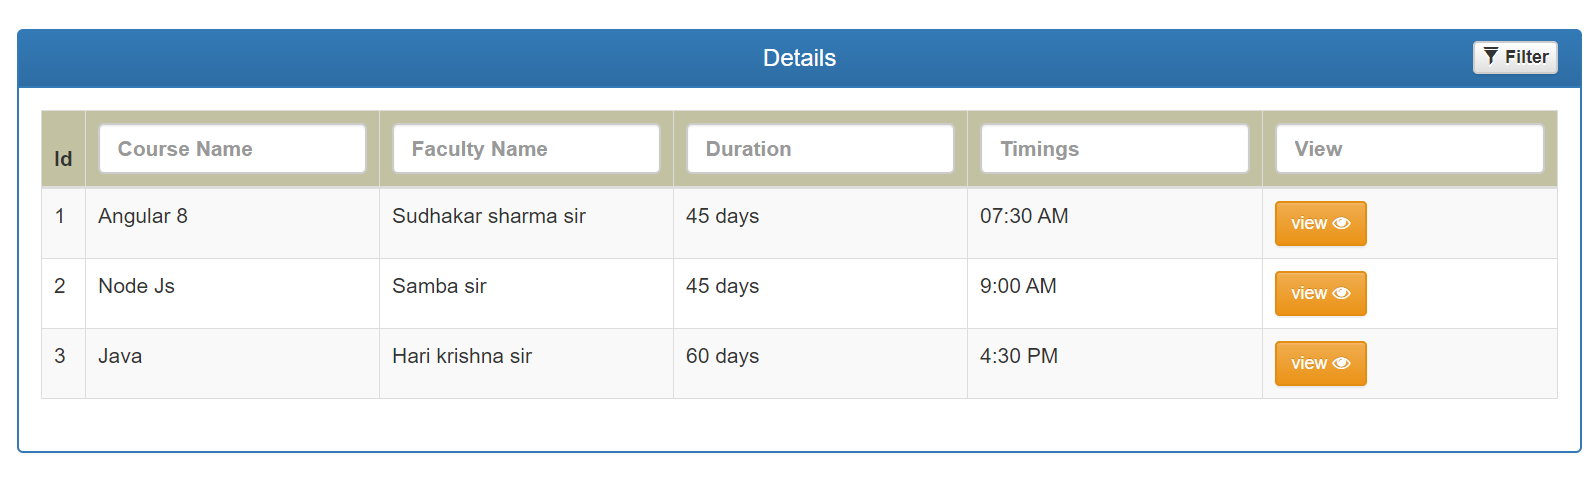 Details Filter
Id Course Name Faculty Name Duration Timings View
1 Angular 8 Sudhakar sharma sir 45 days 07:30 AM view
2 Node Js Samba sir 45 days 9:00 AM view
3 Java Hari krishna sir 60 days 4:30 PM view